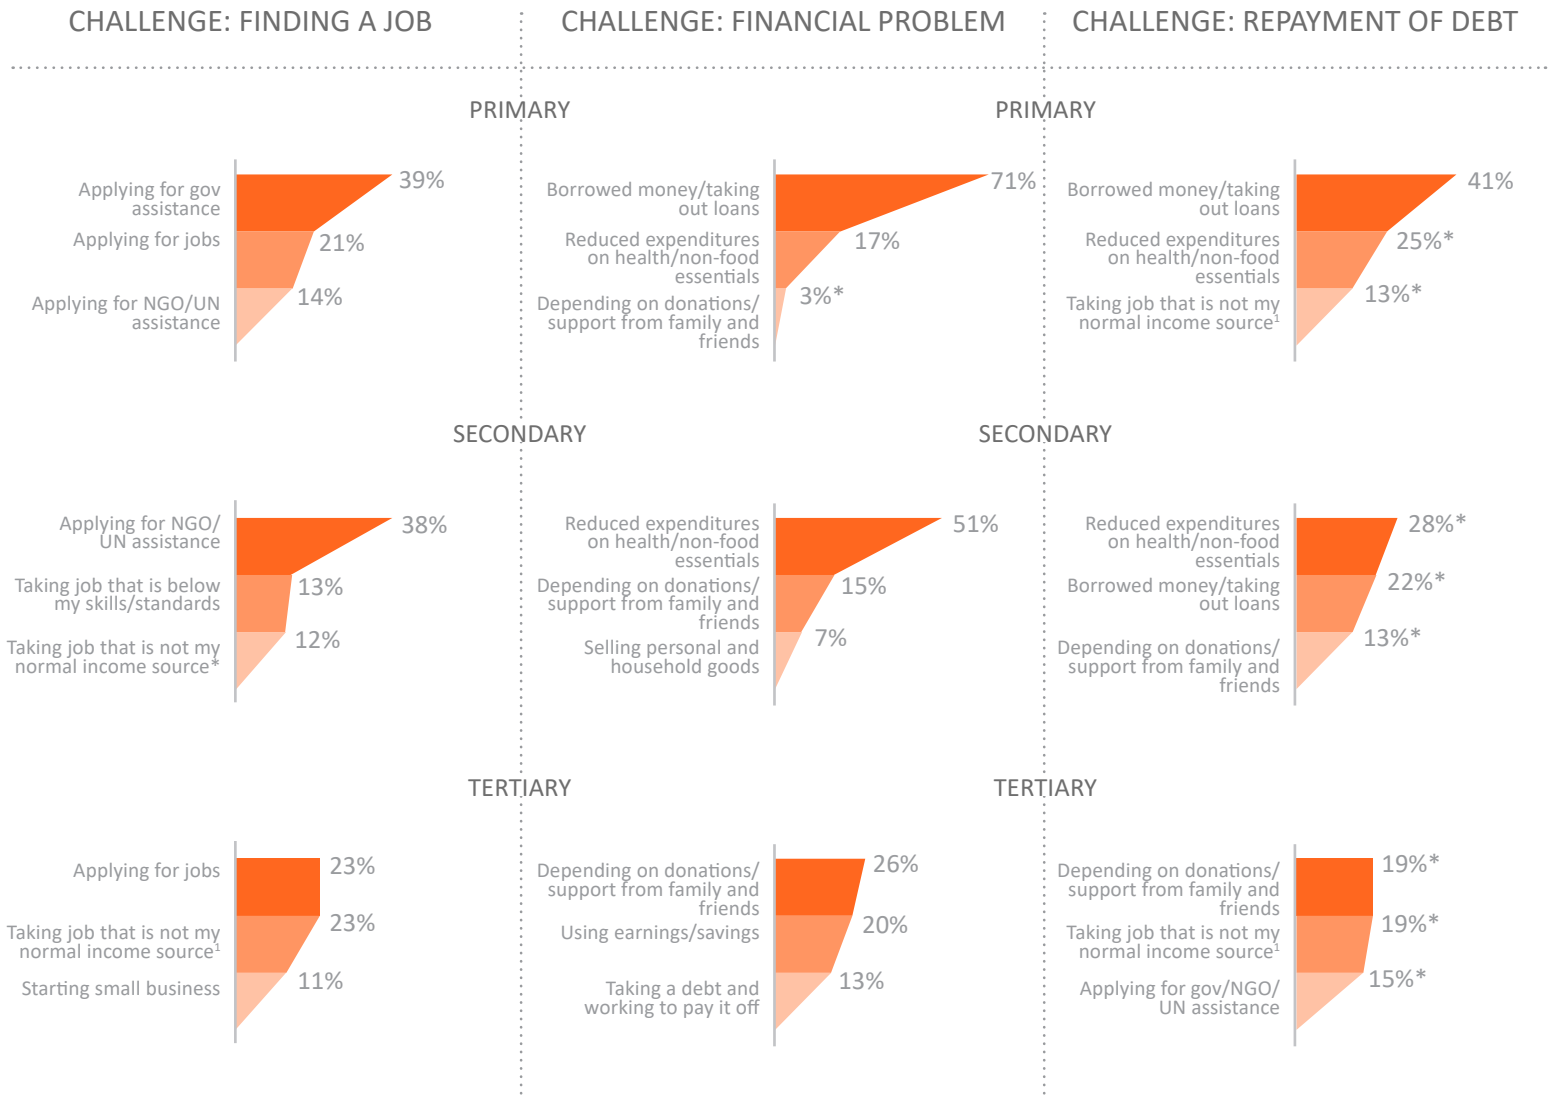 CHALLENGE: FINDING A JOB
CHALLENGE: FINANCIAL PROBLEM
CHALLENGE: REPAYMENT OF DEBT
PRIMARY
PRIMARY
Applying for gov
assistance
39%
Applying for jobs
21%
Applying for NGO/UN
assistance
14%
Borrowed money/taking
out loans
71%
Reduced expenditures
on health/non-food
essentials
17%
Depending on donations/
support from family and
friends
3%*
Borrowed money/taking
out loans
41%
Reduced expenditures
on health/non-food
essentials
25%*
Taking job that is not my
normal income source¹
13%*
SECONDARY
SECONDARY
Applying for NGO/
UN assistance
38%
Taking job that is below
my skills/standards
13%
Taking job that is not my
normal income source*
12%
Reduced expenditures
on health/non-food
essentials
51%
Depending on donations/
support from family and
friends
15%
Selling personal and
household goods
7%
Reduced expenditures
on health/non-food
essentials
28%*
Borrowed money/taking
out loans
22%*
Depending on donations/
support from family and
friends
13%*
TERTIARY
TERTIARY
Applying for jobs
23%
Taking job that is not my
normal income source¹
23%
Starting small business
11%
Depending on donations/
support from family and
friends
26%
Using earnings/savings
20%
Taking a debt and
working to pay it off
13%
Depending on donations/
support from family and
friends
19%*
Taking job that is not my
normal income source¹
19%*
Applying for gov/NGO/
UN assistance
15%*